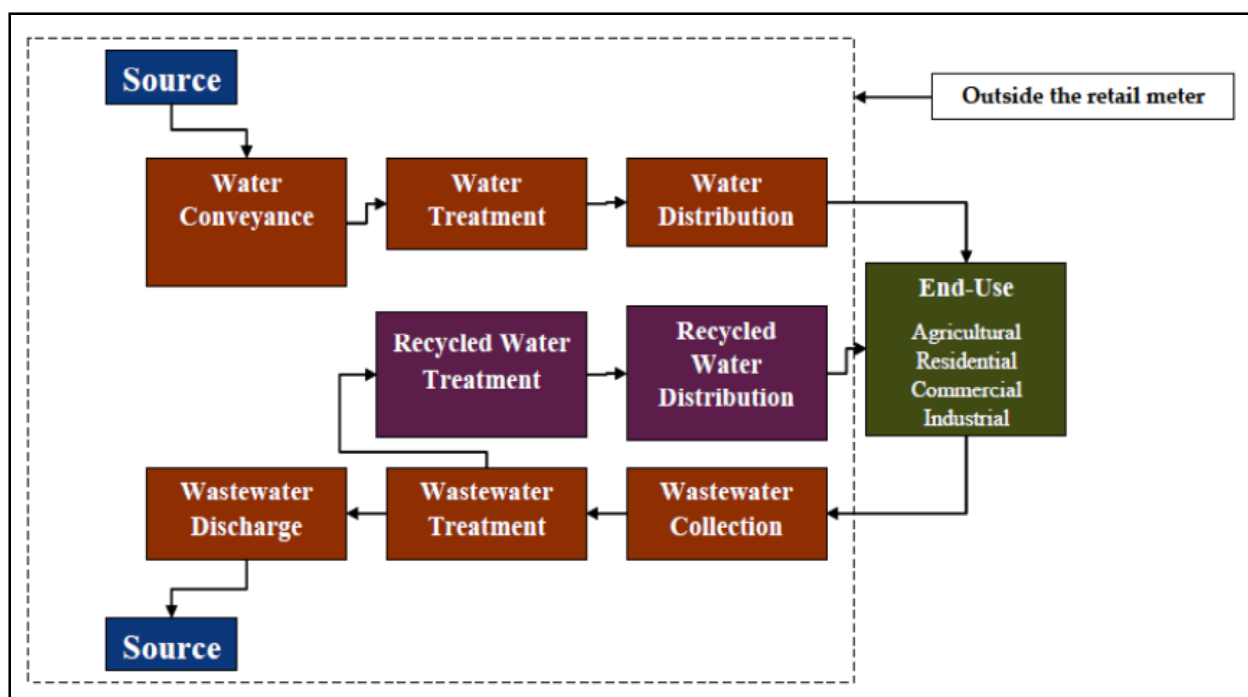 Source
Outside the retail meter
Water
Conveyance
Water
Treatment
Water
Distribution
End-Use
Agricultural
Residential
Commercial
Industrial
Recycled Water
Treatment
Recycled
Water
Distribution
Wastewater
Discharge
Wastewater
Treatment
Wastewater
Collection
Source